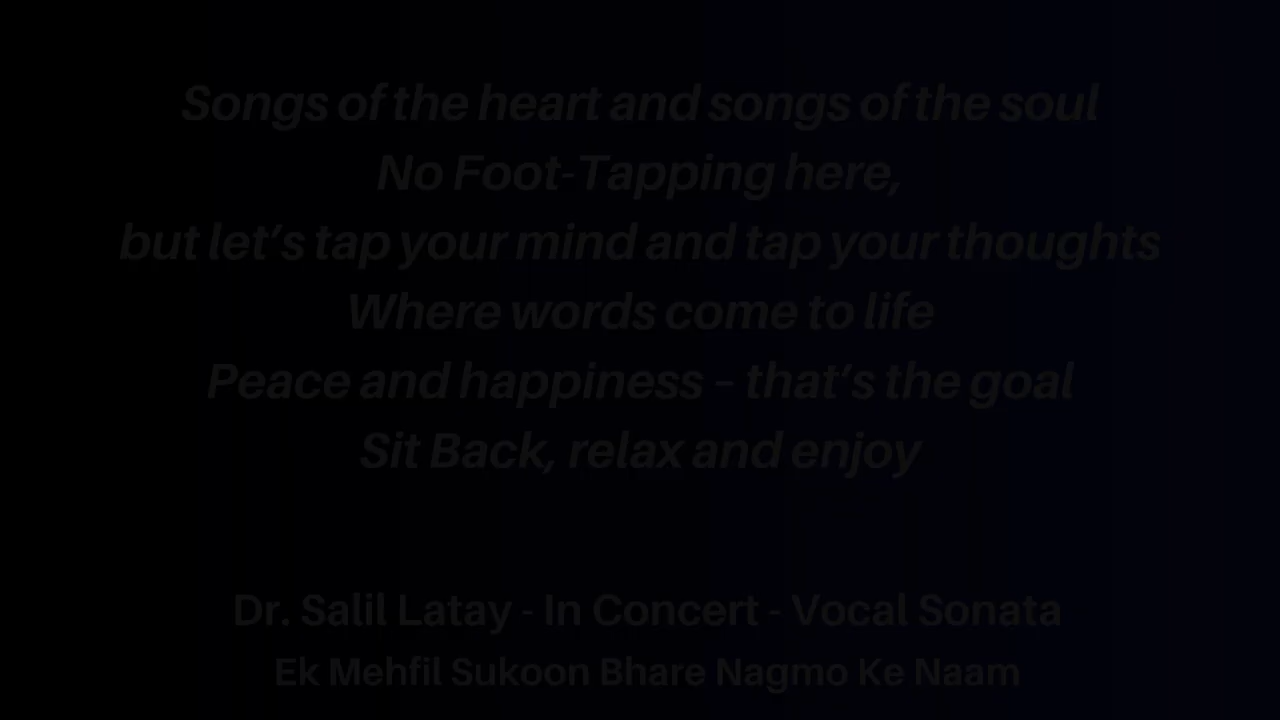 Songs of the heart and songs of the soul
No Foot-Tapping here,
but let’s tap your mind and tap your thoughts
Where words come to life
Peace and happiness – that’s the goal
Sit Back, relax and enjoy
Dr. Salil Latay - In Concert - Vocal Sonata
Ek Mehfil Sukoon Bhare Nagmo Ke Naam